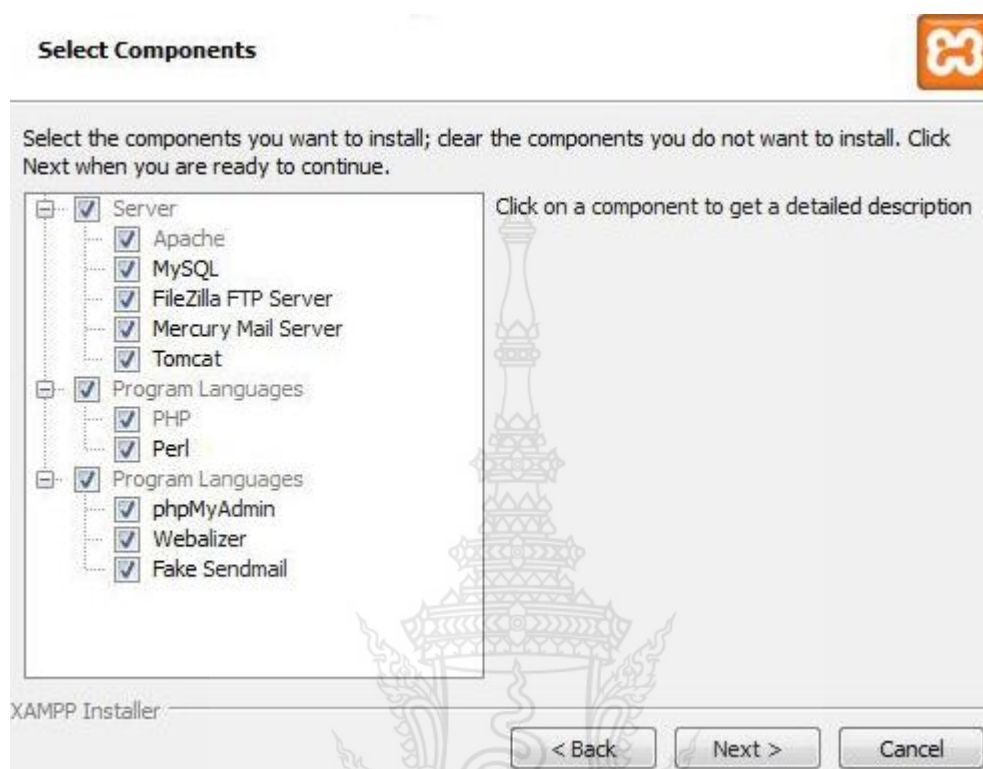 Select Components
Select the components you want to install; clear the components you do not want to install. Click
Next when you are ready to continue.
Server
Apache
MySQL
FileZilla FTP Server
Mercury Mail Server
Tomcat
Program Languages
PHP
Perl
Program Languages
phpMyAdmin
Webalizer
Fake Sendmail
Click on a component to get a detailed description
XAMPP Installer
< Back
Next >
Cancel